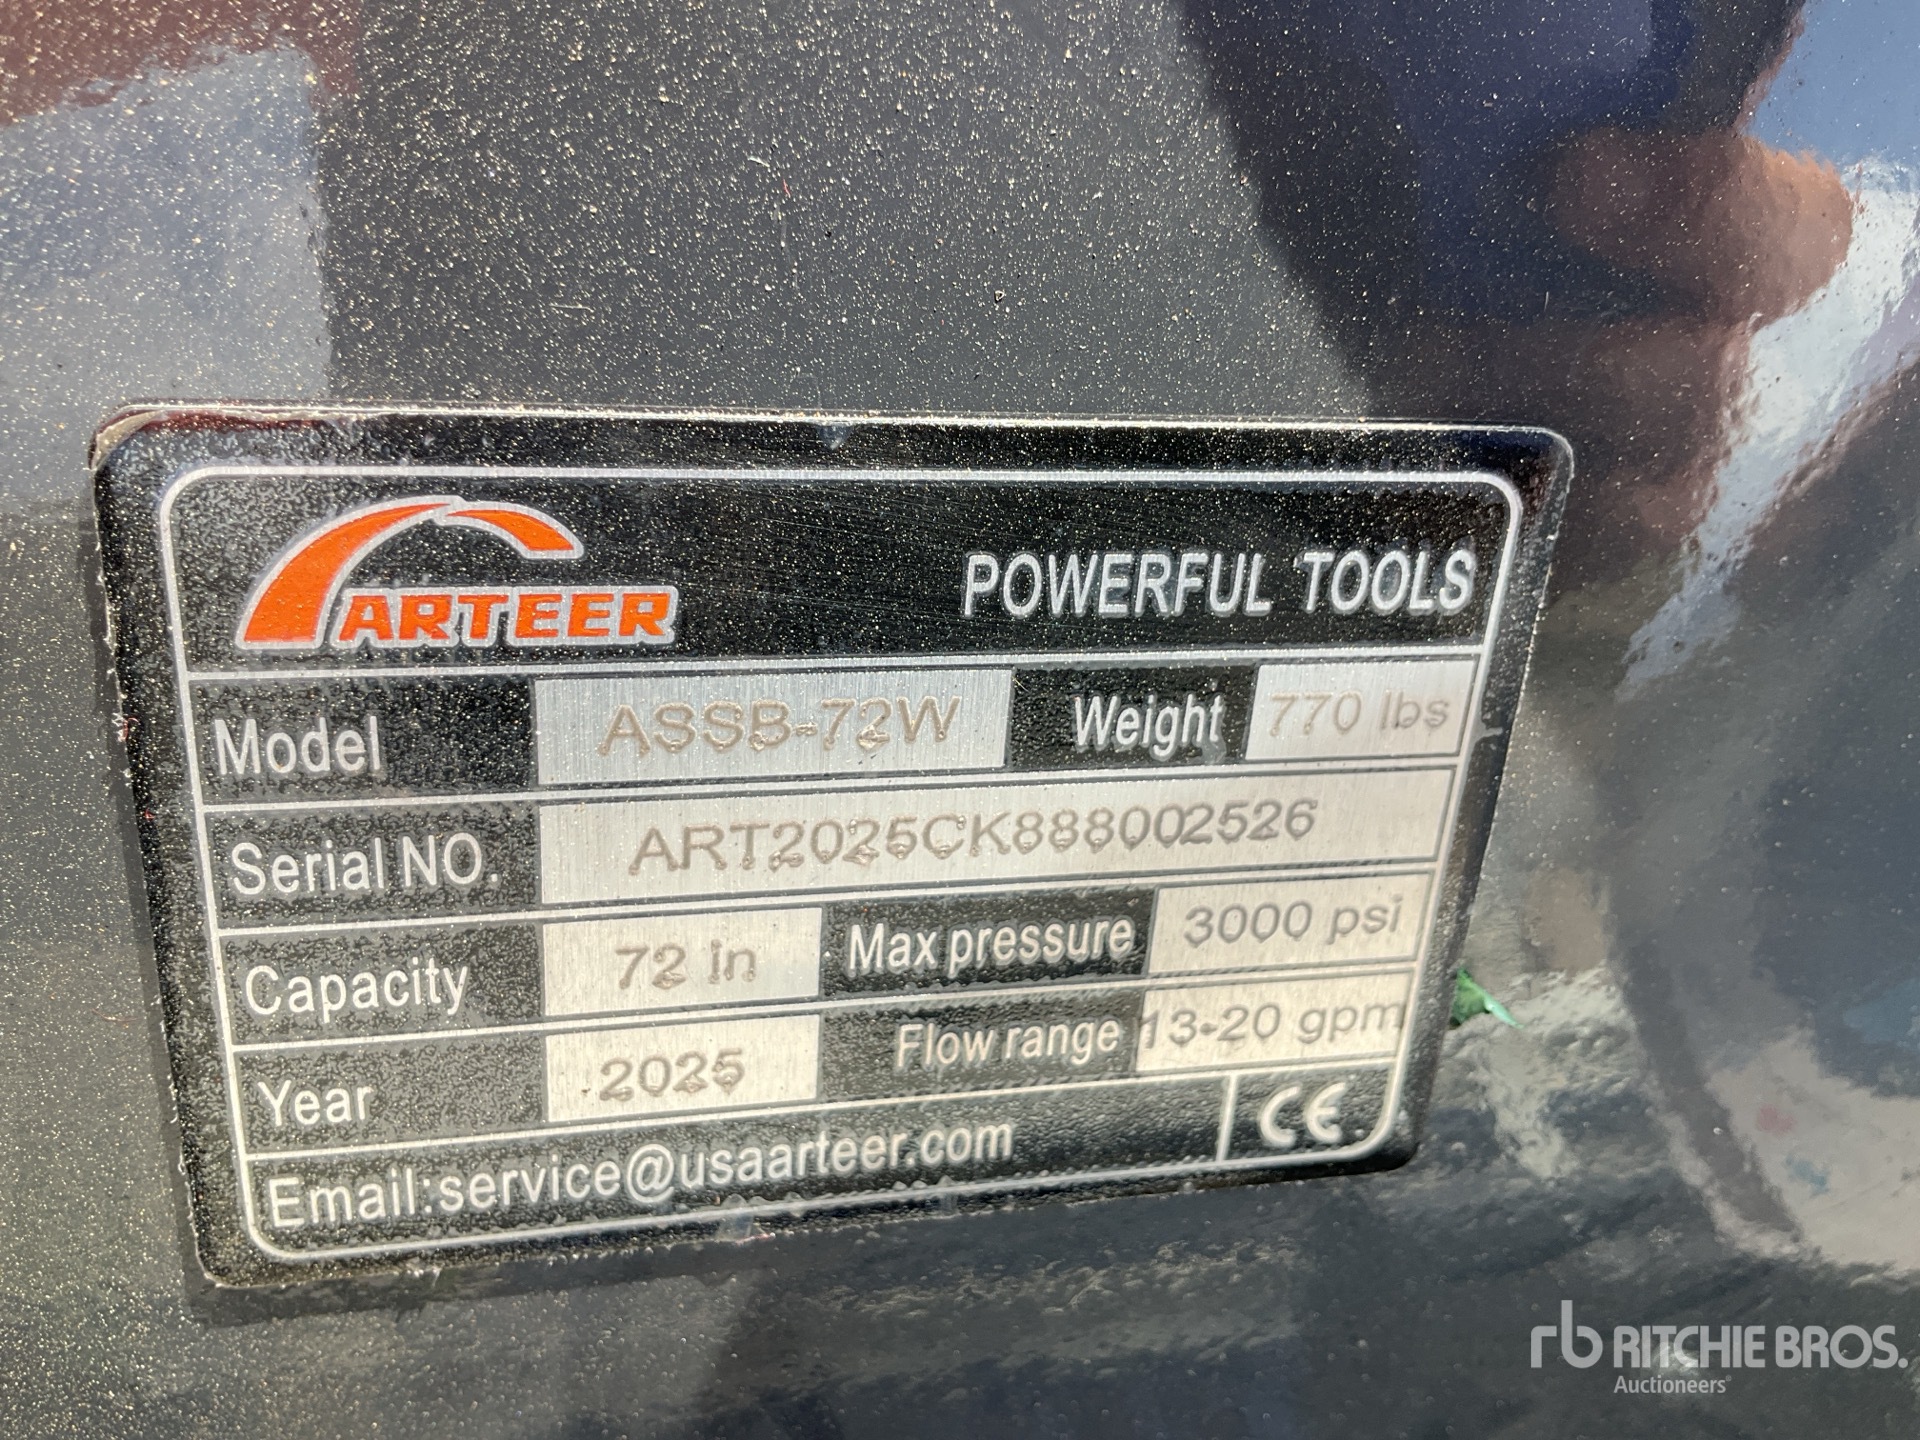 ARTEER POWERFUL TOOLS
Model ASSB-72W Weight 770 lbs
Serial NO. ART2025CK888002526
Capacity 72 in Max pressure 3000 psi
Year 2025 Flow range 13-20 gpm
Email:service@usaarteer.com CE
rb RITCHIE BROS.
Auctioneers